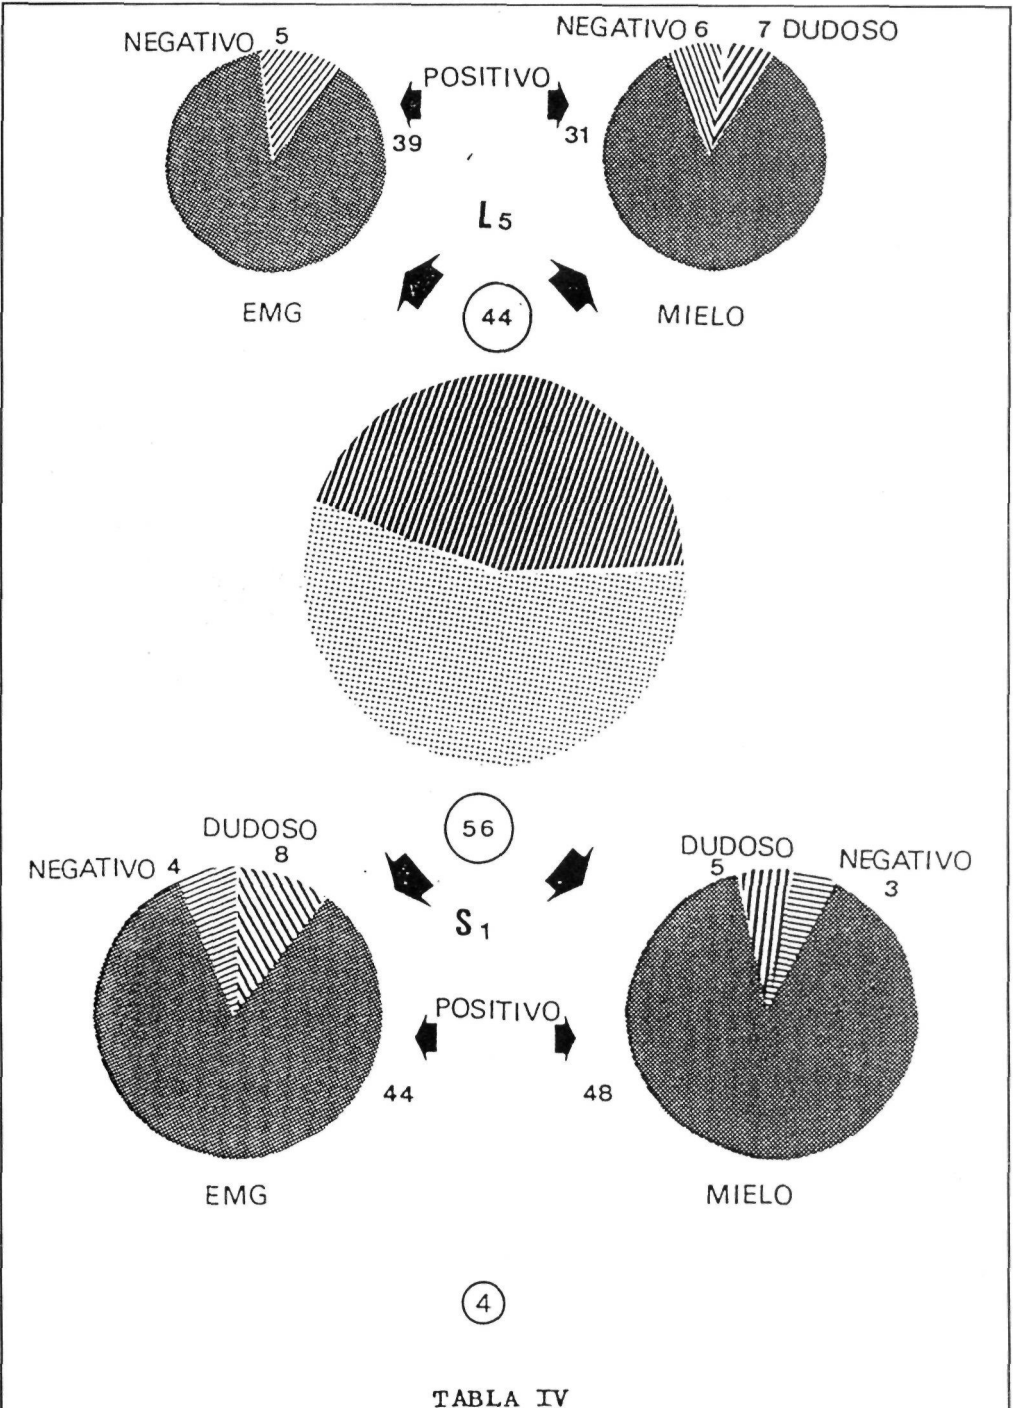 NEGATIVO 5
NEGATIVO 6 7 DUDOSO
POSITIVO
39 31
L5
EMG
44
MIELO
56
DUDOSO
8
NEGATIVO 4
DUDOSO
5
NEGATIVO
3
S1
POSITIVO
44 48
EMG MIELO
4
TABLA IV